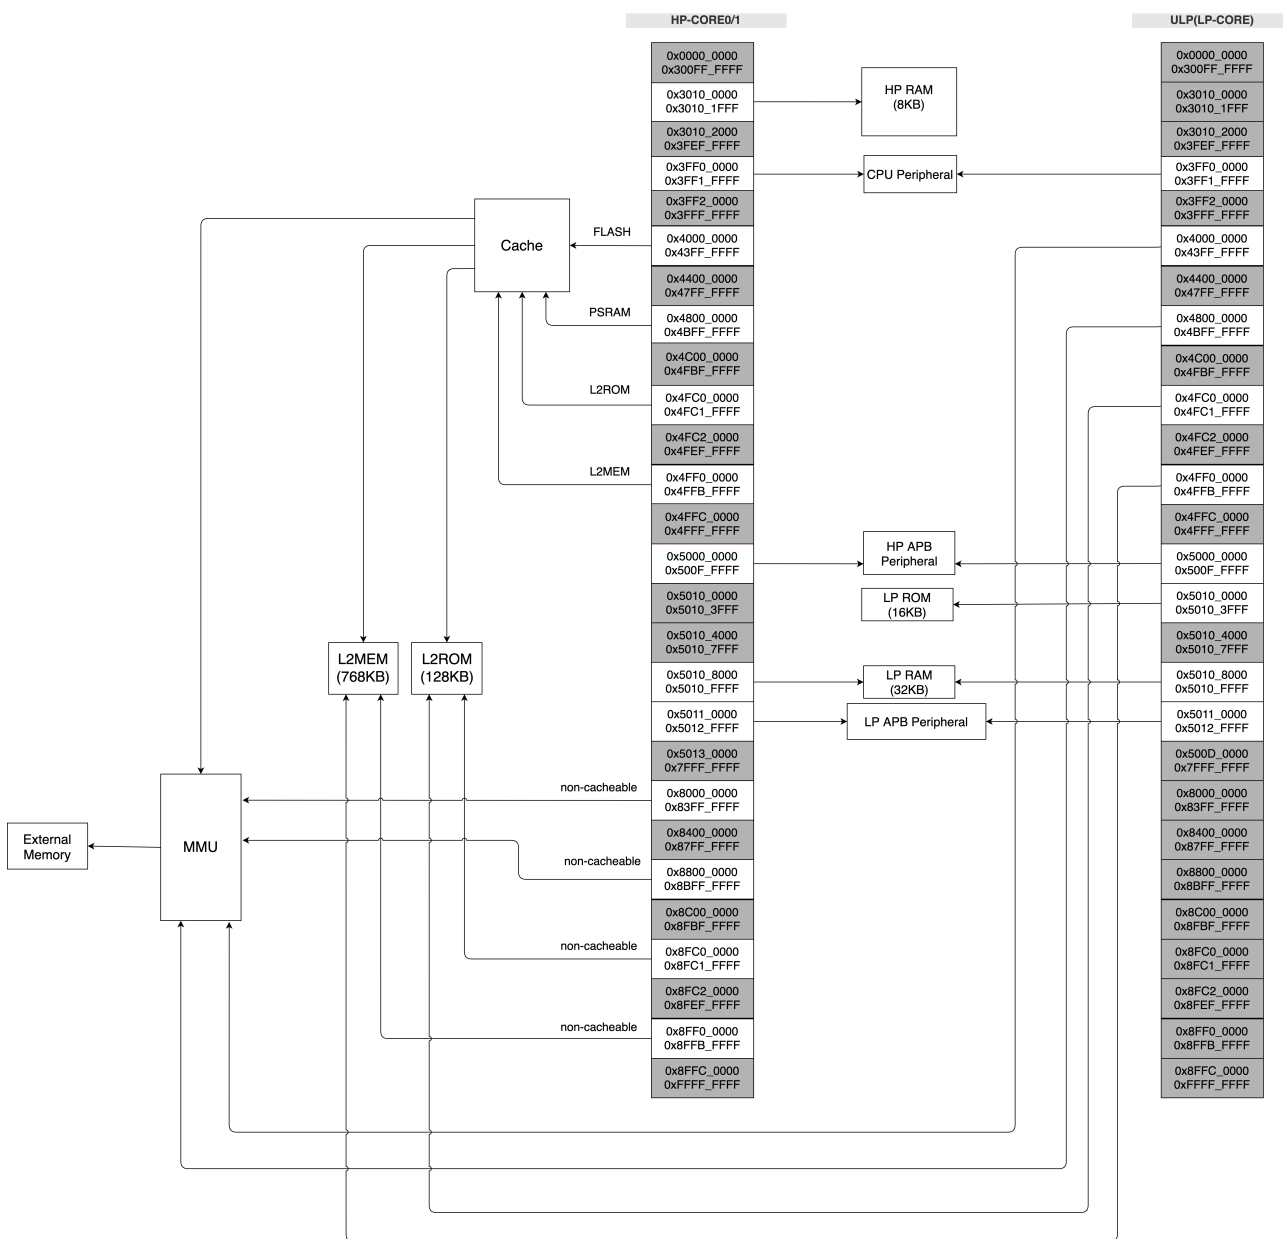 HP-CORE0/1
ULP(LP-CORE)
0x0000_0000
0x300FF_FFFF
0x3010_0000
0x3010_1FFF
0x3010_2000
0x3FEF_FFFF
0x3FF0_0000
0x3FF1_FFFF
0x3FF2_0000
0x3FFF_FFFF
0x4000_0000
0x43FF_FFFF
0x4400_0000
0x47FF_FFFF
0x4800_0000
0x4BFF_FFFF
0x4C00_0000
0x4FBF_FFFF
0x4FC0_0000
0x4FC1_FFFF
0x4FC2_0000
0x4FEF_FFFF
0x4FF0_0000
0x4FFB_FFFF
0x4FFC_0000
0x4FFF_FFFF
0x5000_0000
0x500F_FFFF
0x5010_0000
0x5010_3FFF
0x5010_4000
0x5010_7FFF
0x5010_8000
0x5010_FFFF
0x5011_0000
0x5012_FFFF
0x5013_0000
0x7FFF_FFFF
0x8000_0000
0x83FF_FFFF
0x8400_0000
0x87FF_FFFF
0x8800_0000
0x8BFF_FFFF
0x8C00_0000
0x8FBF_FFFF
0x8FC0_0000
0x8FC1_FFFF
0x8FC2_0000
0x8FEF_FFFF
0x8FF0_0000
0x8FFB_FFFF
0x8FFC_0000
0xFFFF_FFFF
HP RAM
(8KB)
CPU Peripheral
HP APB
Peripheral
LP ROM
(16KB)
LP RAM
(32KB)
LP APB Peripheral
Cache
FLASH
PSRAM
L2ROM
L2MEM
L2MEM
(768KB)
L2ROM
(128KB)
non-cacheable
non-cacheable
non-cacheable
non-cacheable
MMU
External
Memory
0x0000_0000
0x300FF_FFFF
0x3010_0000
0x3010_1FFF
0x3010_2000
0x3FEF_FFFF
0x3FF0_0000
0x3FF1_FFFF
0x3FF2_0000
0x3FFF_FFFF
0x4000_0000
0x43FF_FFFF
0x4400_0000
0x47FF_FFFF
0x4800_0000
0x4BFF_FFFF
0x4C00_0000
0x4FBF_FFFF
0x4FC0_0000
0x4FC1_FFFF
0x4FC2_0000
0x4FEF_FFFF
0x4FF0_0000
0x4FFB_FFFF
0x4FFC_0000
0x4FFF_FFFF
0x5000_0000
0x500F_FFFF
0x5010_0000
0x5010_3FFF
0x5010_4000
0x5010_7FFF
0x5010_8000
0x5010_FFFF
0x5011_0000
0x5012_FFFF
0x500D_0000
0x7FFF_FFFF
0x8000_0000
0x83FF_FFFF
0x8400_0000
0x87FF_FFFF
0x8800_0000
0x8BFF_FFFF
0x8C00_0000
0x8FBF_FFFF
0x8FC0_0000
0x8FC1_FFFF
0x8FC2_0000
0x8FEF_FFFF
0x8FF0_0000
0x8FFB_FFFF
0x8FFC_0000
0xFFFF_FFFF